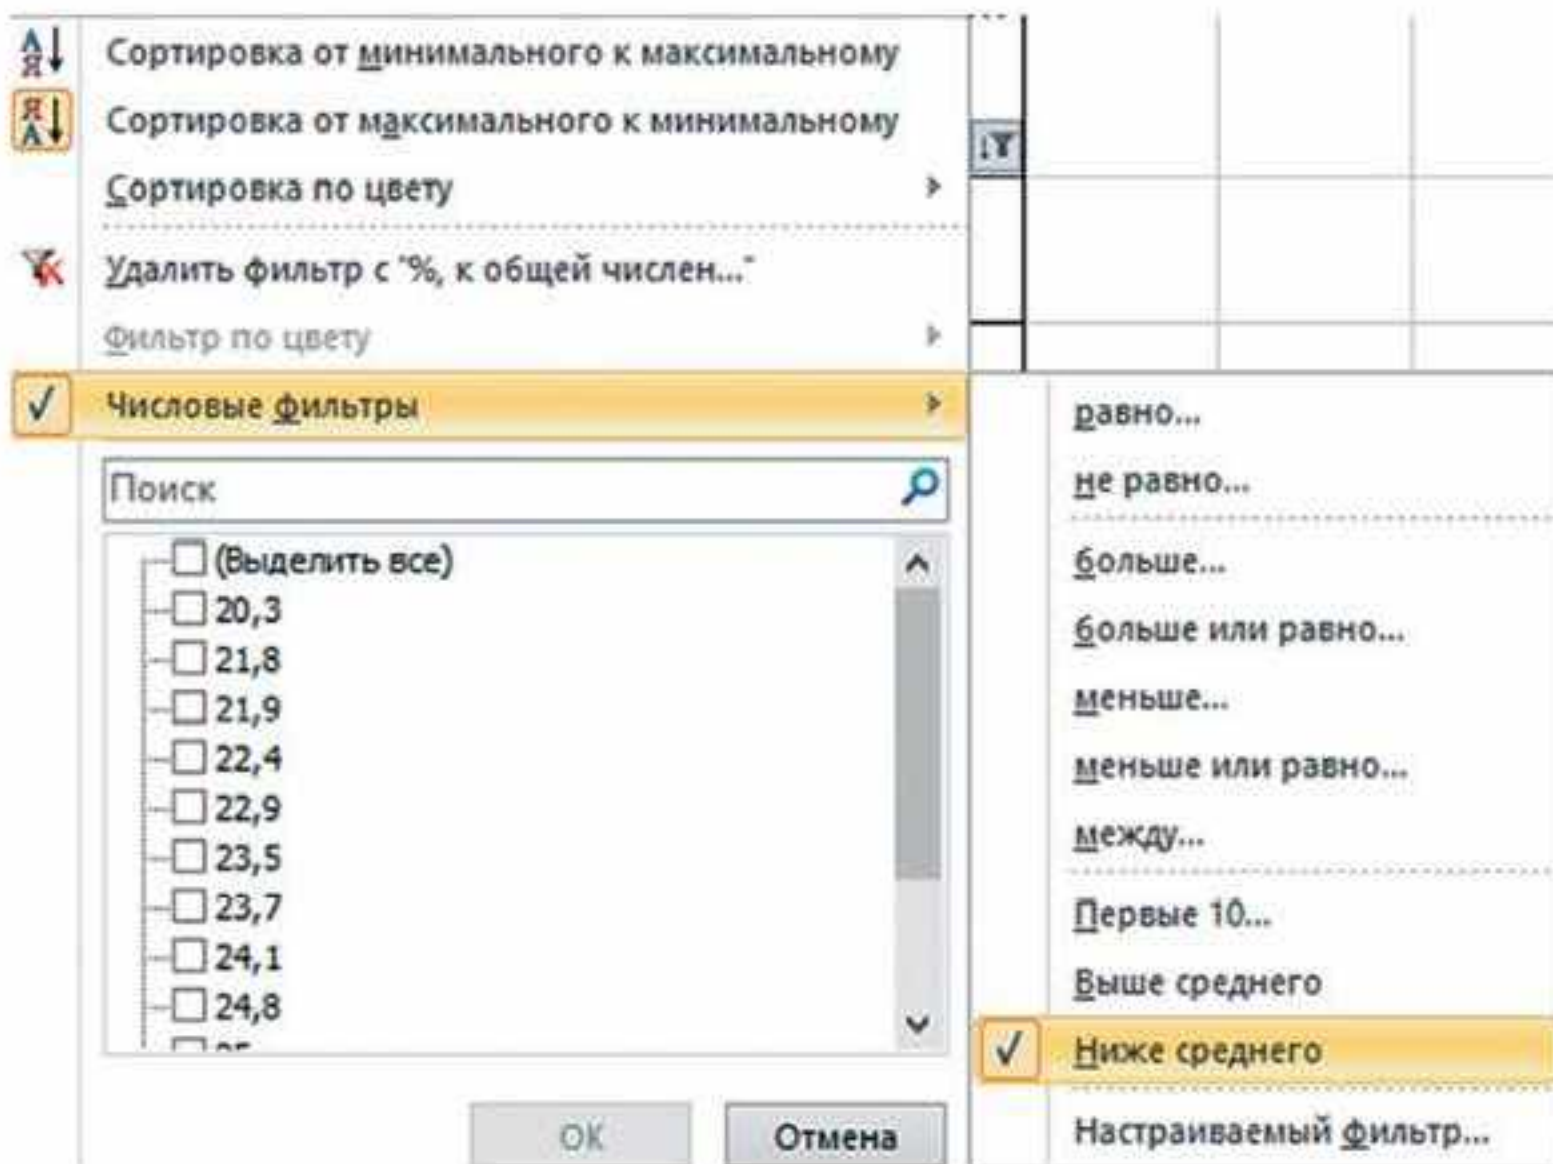 Сортировка от минимального к максимальному
Сортировка от максимального к минимальному
Сортировка по цвету
Удалить фильтр с "%, к общей числен..."
Фильтр по цвету
Числовые фильтры
Поиск
(Выделить все)
20,3
21,8
21,9
22,4
22,9
23,5
23,7
24,1
24,8
ОК
Отмена
равно...
не равно...
больше...
больше или равно...
меньше...
меньше или равно...
между...
Первые 10...
Выше среднего
Ниже среднего
Настраиваемый фильтр...